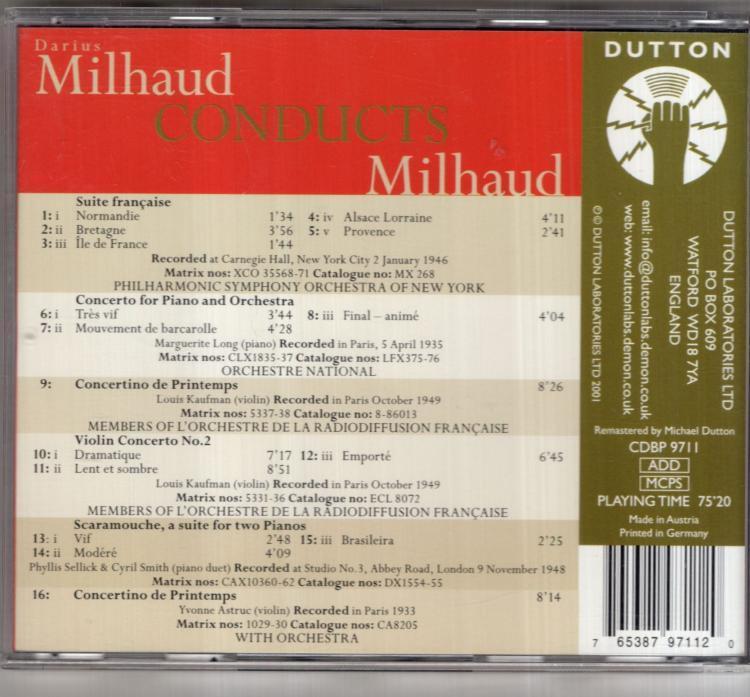 Darius
Milhaud
CONDUCTS
Milhaud
Suite française
1: i Normandie 1'34 4: iv Alsace Lorraine 4'11
2: ii Bretagne 3'56 5: v Provence 2'41
3: iii Île de France 1'44
Recorded at Carnegie Hall, New York City 2 January 1946
Matrix nos: XCO 35568-71 Catalogue no: MX 268
PHILHARMONIC SYMPHONY ORCHESTRA OF NEW YORK
Concerto for Piano and Orchestra
6: i Très vif 3'44 8: iii Final – animé 4'04
7: ii Mouvement de barcarolle 4'28
Marguerite Long (piano) Recorded in Paris, 5 April 1935
Matrix nos: CLX1835-37 Catalogue nos: LFX375-76
ORCHESTRE NATIONAL
9: Concertino de Printemps 8'26
Louis Kaufman (violin) Recorded in Paris October 1949
Matrix nos: 5337-38 Catalogue no: 8-86013
MEMBERS OF L'ORCHESTRE DE LA RADIODIFFUSION FRANÇAISE
Violin Concerto No.2
10: i Dramatique 7'17 12: iii Emporté 6'45
11: ii Lent et sombre 8'51
Louis Kaufman (violin) Recorded in Paris October 1949
Matrix nos: 5331-36 Catalogue no: ECL 8072
MEMBERS OF L'ORCHESTRE DE LA RADIODIFFUSION FRANÇAISE
Scaramouche, a suite for two Pianos
13: i Vif 2'48 15: iii Brasileira 2'25
14: ii Modéré 4'09
Phyllis Sellick & Cyril Smith (piano duet) Recorded at Studio No.3, Abbey Road, London 9 November 1948
Matrix nos: CAX10360-62 Catalogue nos: DX1554-55
16: Concertino de Printemps 8'14
Yvonne Astruc (violin) Recorded in Paris 1933
Matrix nos: 1029-30 Catalogue nos: CA8205
WITH ORCHESTRA
DUTTON
DUTTON LABORATORIES LTD
PO BOX 609
WATFORD WD18 7YA
ENGLAND
email: info@duttonlabs.demon.co.uk
web: www.duttonlabs.demon.co.uk
℗ © DUTTON LABORATORIES LTD 2001
Remastered by Michael Dutton
CDBP 9711
ADD
MCPS
PLAYING TIME 75'20
Made in Austria
Printed in Germany
7 65387 97112 0